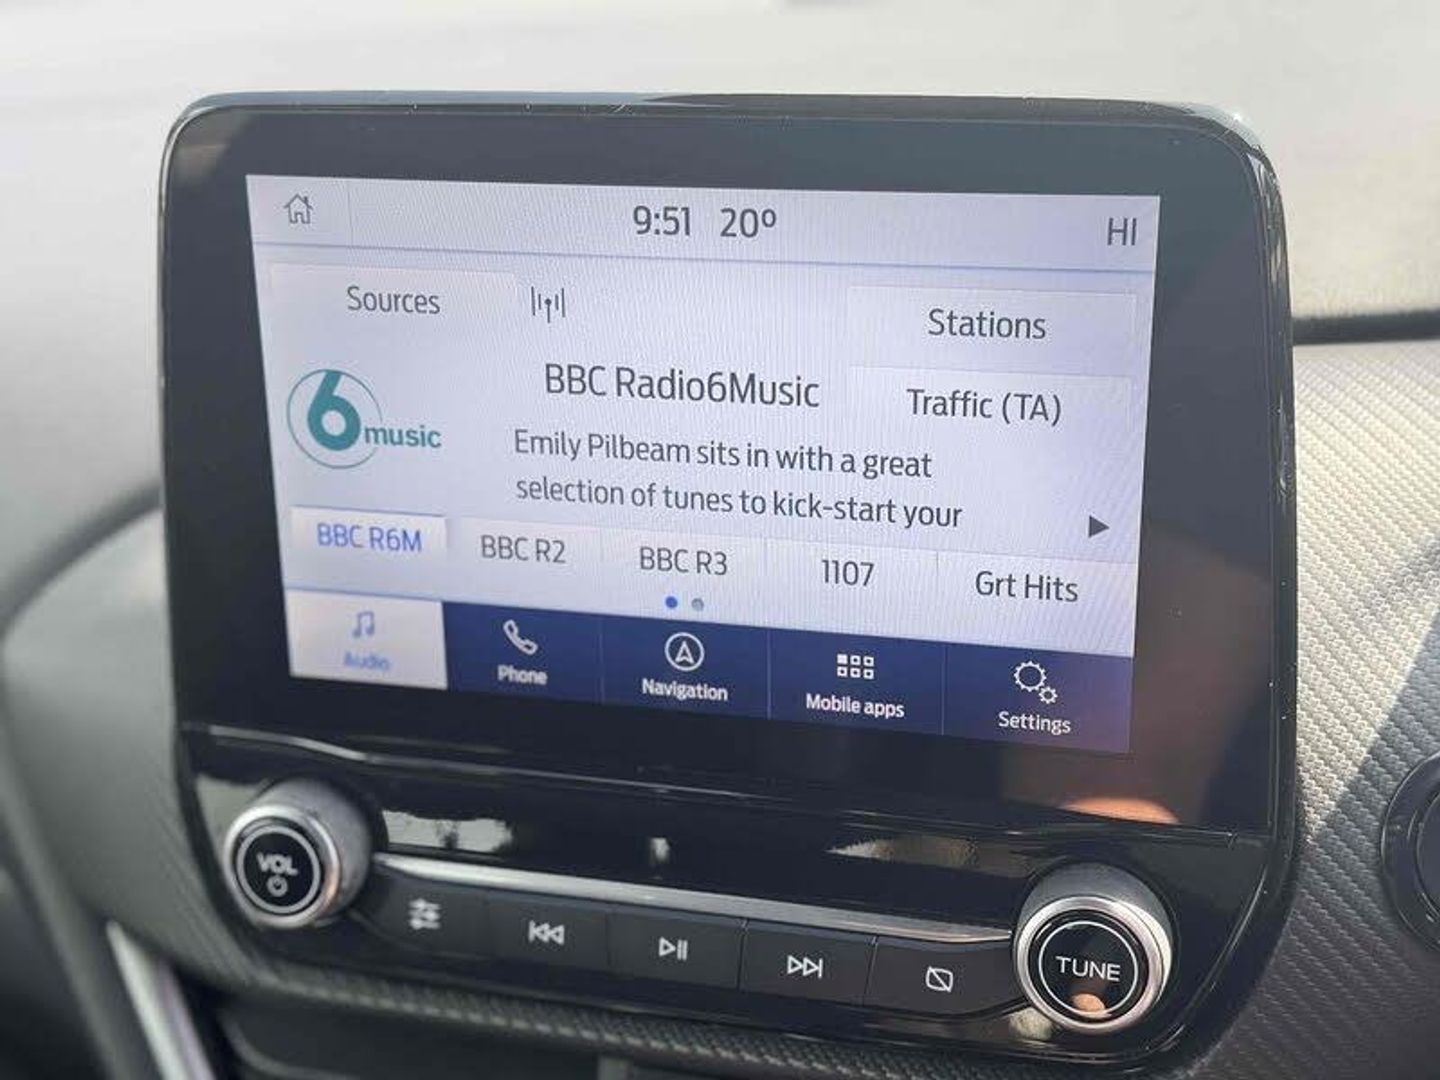 9:51 20°
HI
Sources
Stations
BBC Radio6Music
Traffic (TA)
6music
Emily Pilbeam sits in with a great
selection of tunes to kick-start your
BBC R6M
BBC R2
BBC R3
1107
Grt Hits
Audio
Phone
Navigation
Mobile apps
Settings
VOL
TUNE